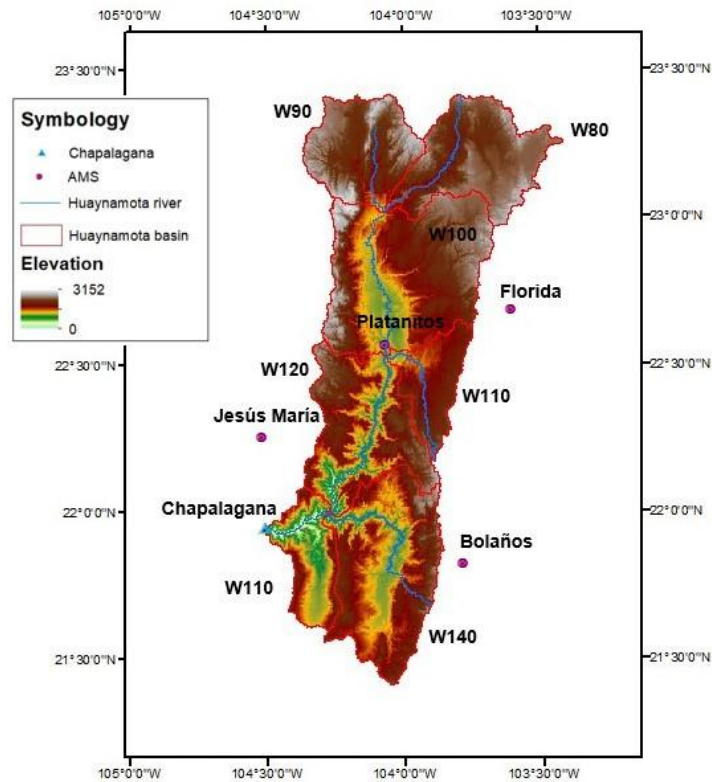 105°0'0"W 104°30'0"W 104°0'0"W 103°30'0"W
23°30'0"N 23°30'0"N
Symbology
Chapalagana
AMS
Huaynamota river
Huaynamota basin
Elevation
3152
0
W90
W80
23°0'0"N
W100
Florida
Platanitos
22°30'0"N 22°30'0"N
W120
W110
Jesús María
22°0'0"N 22°0'0"N
Chapalagana
Bolaños
W110
W140
21°30'0"N 21°30'0"N
105°0'0"W 104°30'0"W 104°0'0"W 103°30'0"W